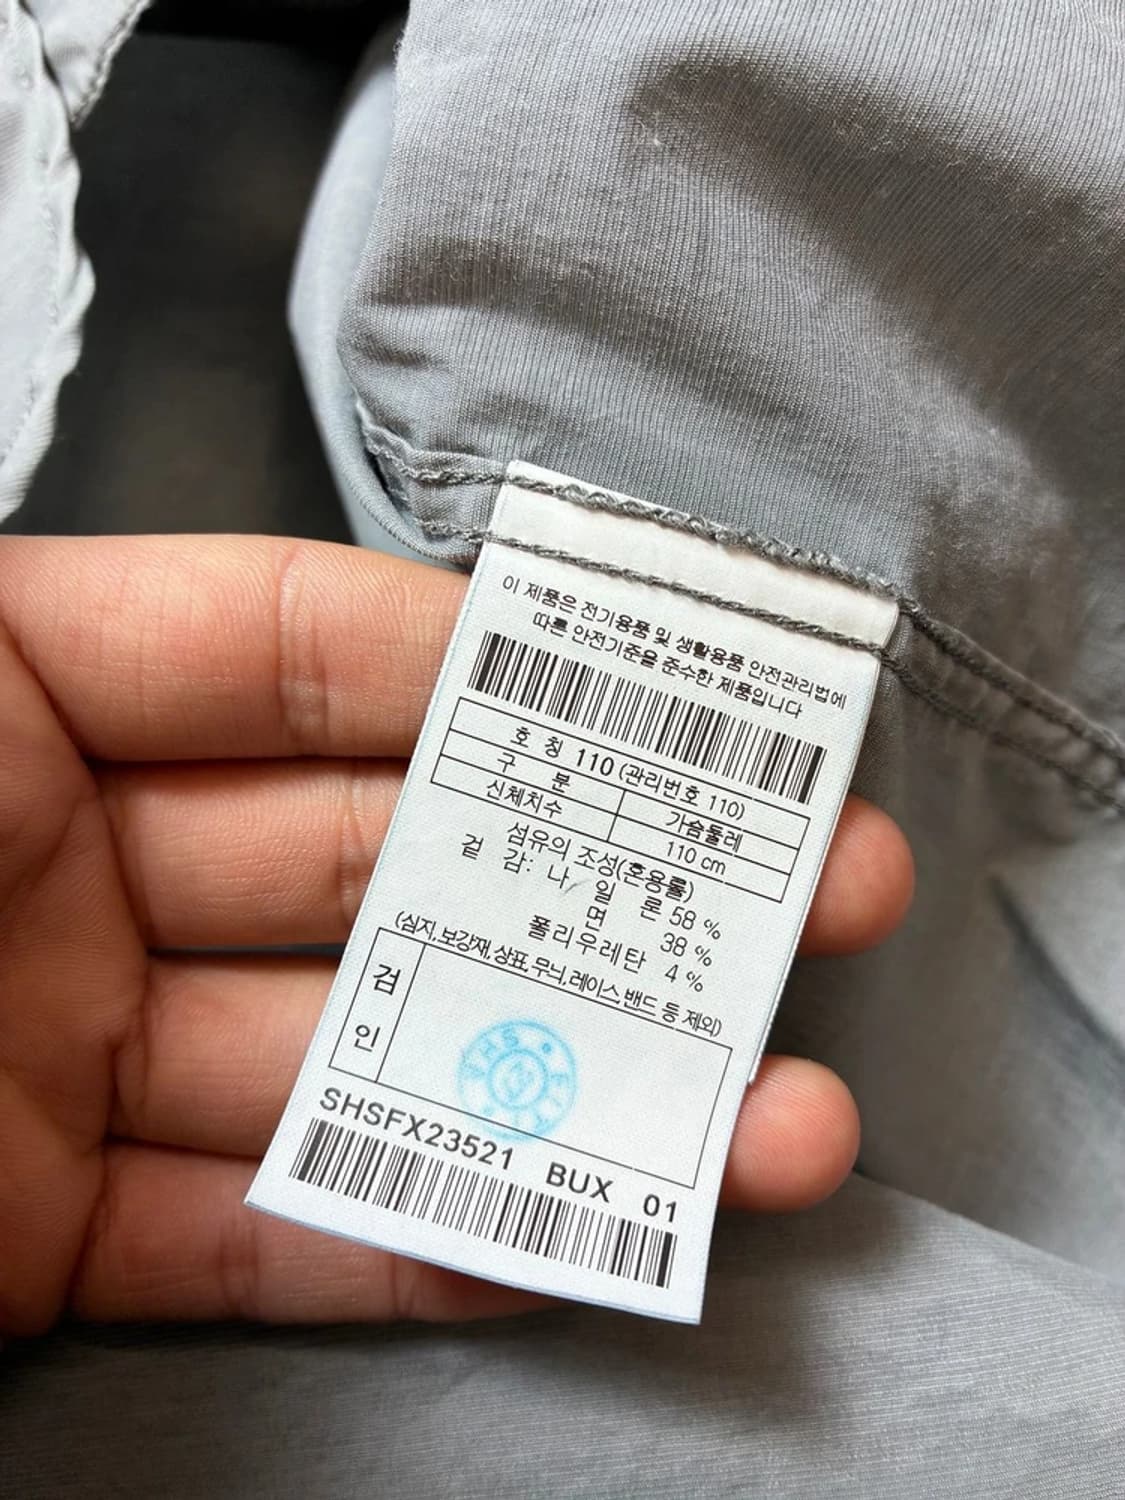 이 제품은 전기용품 및 생활용품 안전관리법에
따른 안전기준을 준수한 제품입니다
호 칭 110 (관리번호 110)
구 분 가슴둘레
신체치수 110 cm
섬유의 조성(혼용률)
겉 감: 나 일 론 58 %
면 38 %
폴리우레탄 4 %
(심지,보강재,상표,무늬,레이스,밴드 등 제외)
검
인
SHSFX23521 BUX 01